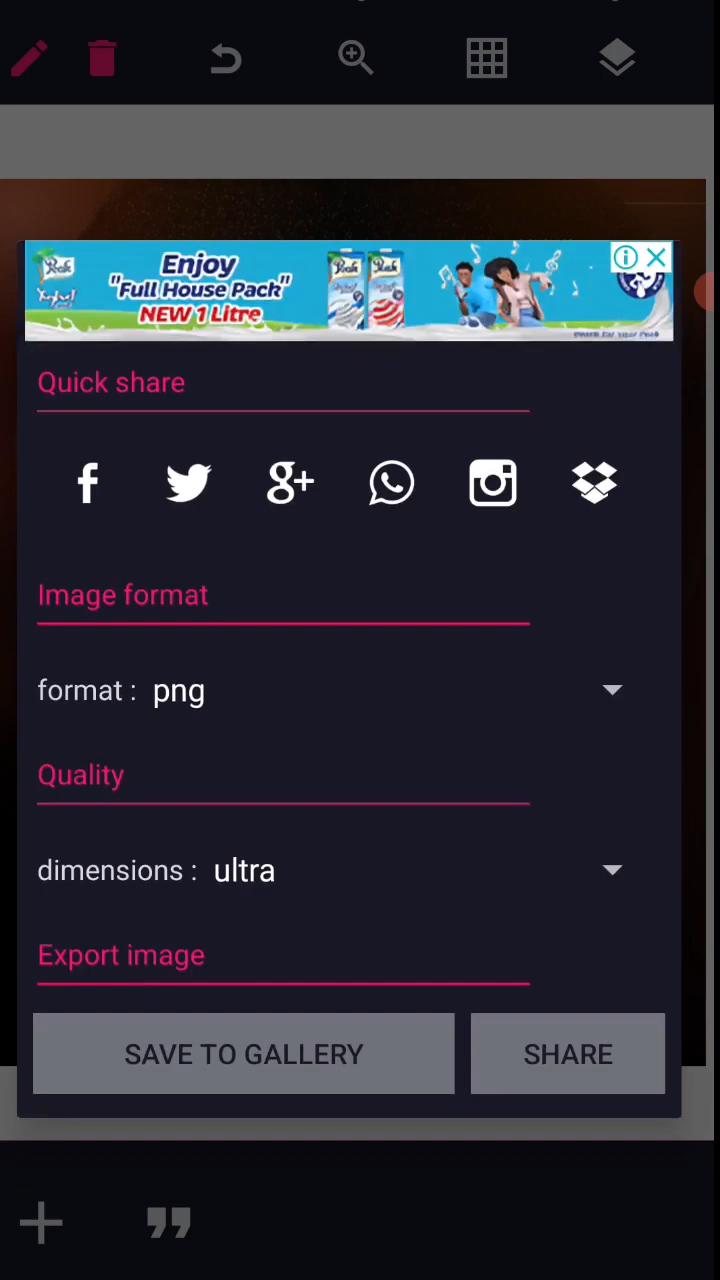 Enjoy
"Full House Pack"
NEW 1 Litre
Quick share
g+
Image format
format : png
Quality
dimensions : ultra
Export image
SAVE TO GALLERY
SHARE